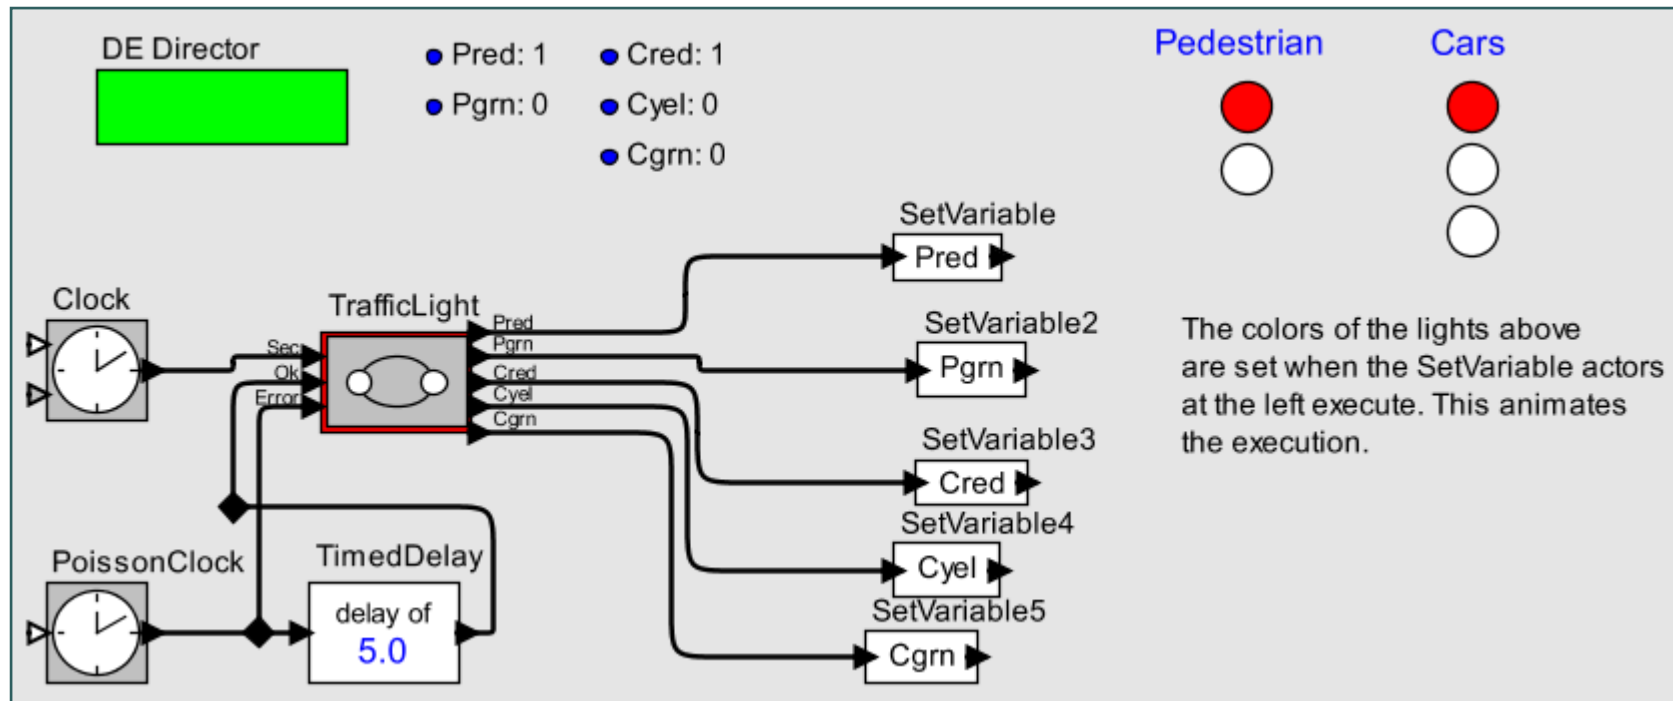 DE Director
Pred: 1
Cred: 1
Pgrn: 0
Cyel: 0
Cgrn: 0
Pedestrian
Cars
SetVariable
Pred
Clock
TrafficLight
Sec
Ok
Error
Pred
Pgrn
Cred
Cyel
Cgrn
SetVariable2
Pgrn
The colors of the lights above
are set when the SetVariable actors
at the left execute. This animates
the execution.
SetVariable3
Cred
SetVariable4
Cyel
PoissonClock
TimedDelay
delay of
5.0
SetVariable5
Cgrn